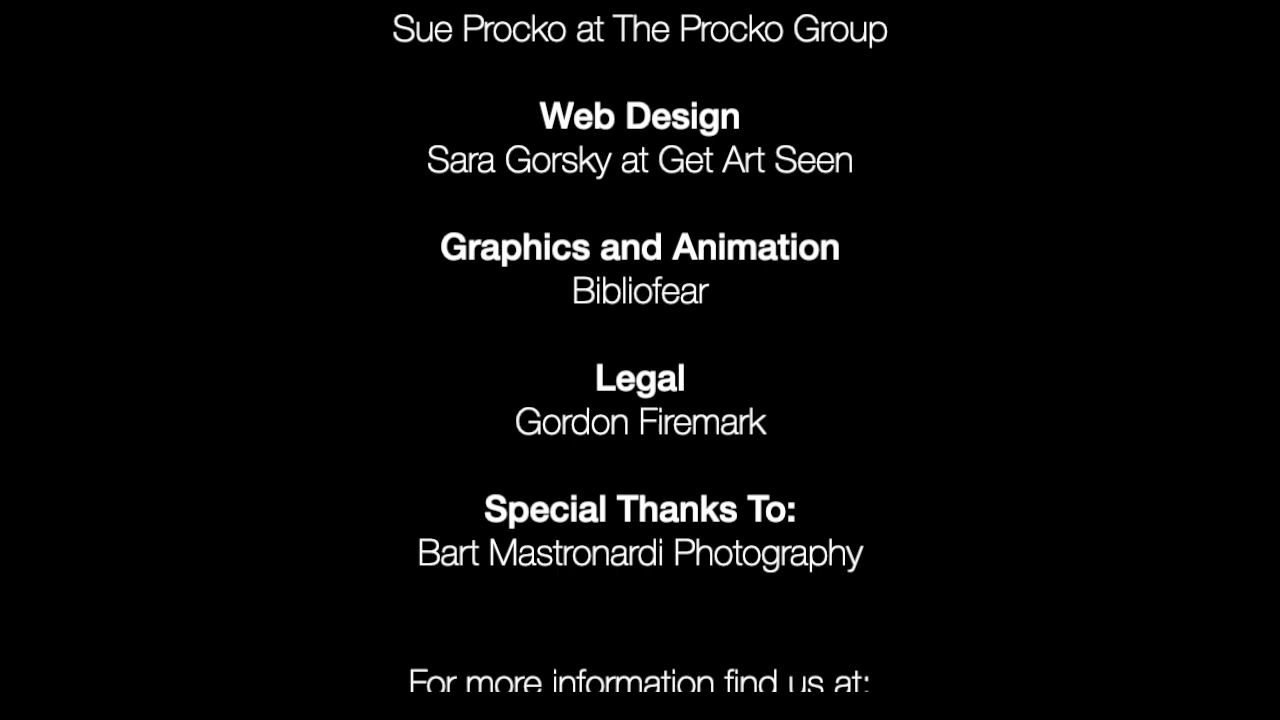 Sue Procko at The Procko Group
Web Design
Sara Gorsky at Get Art Seen
Graphics and Animation
Bibliofear
Legal
Gordon Firemark
Special Thanks To:
Bart Mastronardi Photography
For more information find us at: